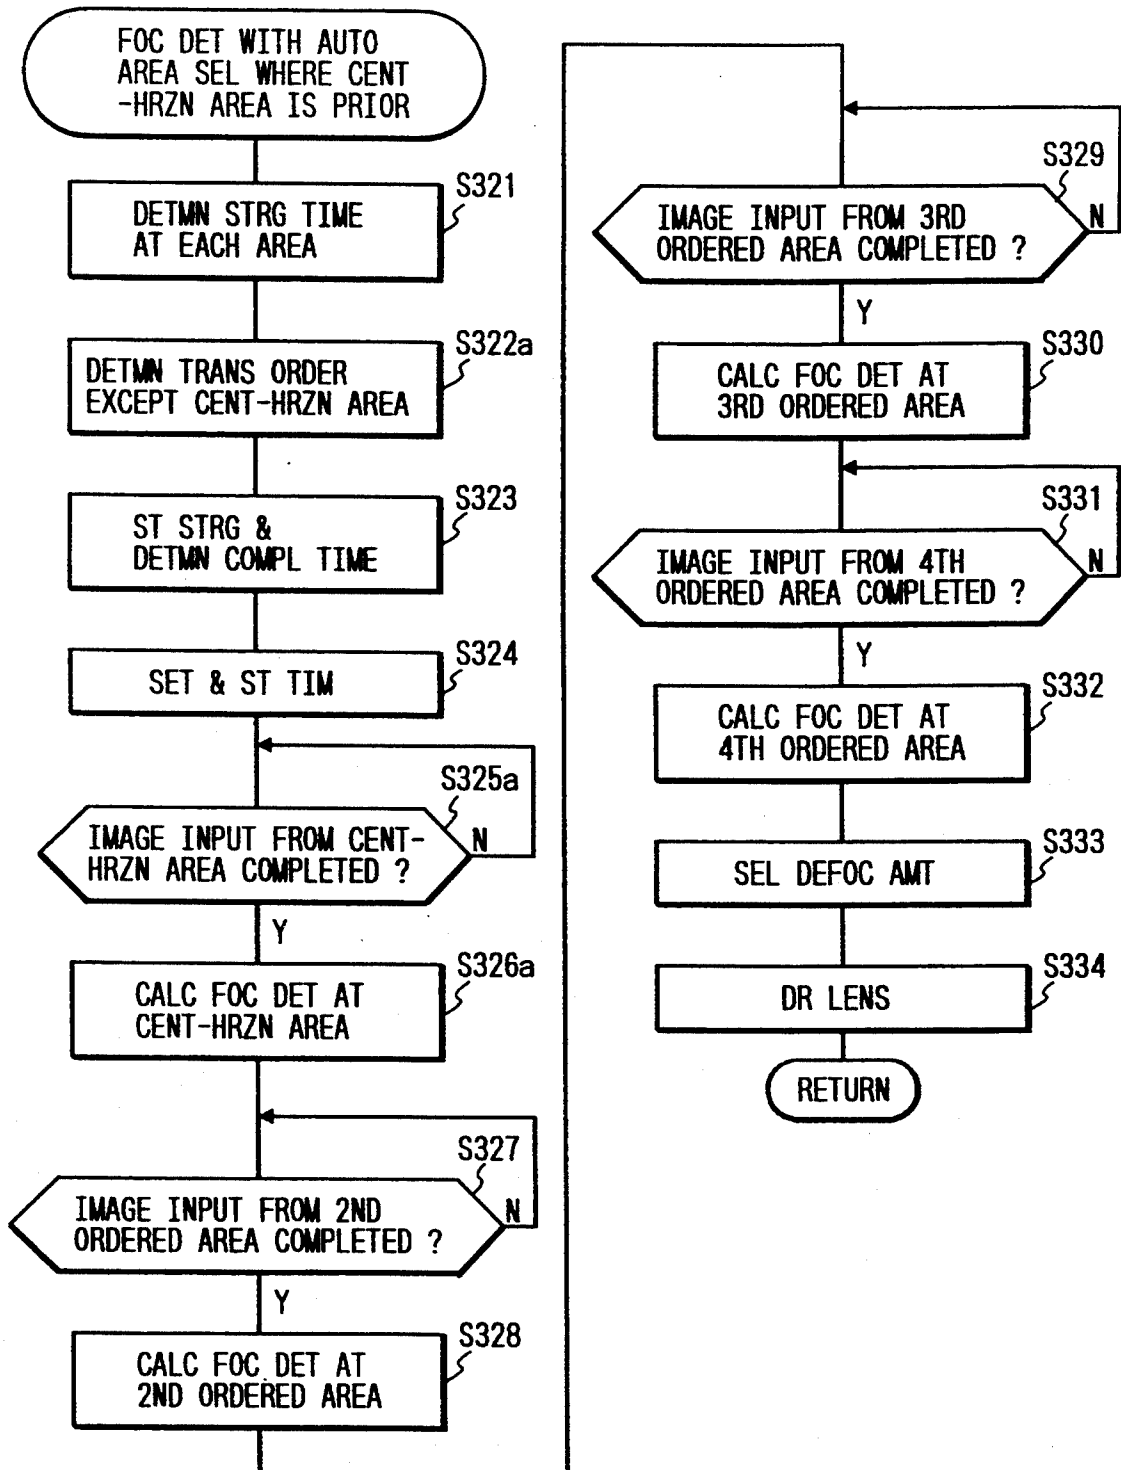 FOC DET WITH AUTO
AREA SEL WHERE CENT
-HRZN AREA IS PRIOR
S321
DETMN STRG TIME
AT EACH AREA
S322a
DETMN TRANS ORDER
EXCEPT CENT-HRZN AREA
S323
ST STRG &
DETMN COMPL TIME
S324
SET & ST TIM
S325a
IMAGE INPUT FROM CENT-
HRZN AREA COMPLETED ?
N
Y
S326a
CALC FOC DET AT
CENT-HRZN AREA
S327
IMAGE INPUT FROM 2ND
ORDERED AREA COMPLETED ?
N
Y
S328
CALC FOC DET AT
2ND ORDERED AREA
S329
IMAGE INPUT FROM 3RD
ORDERED AREA COMPLETED ?
N
Y
S330
CALC FOC DET AT
3RD ORDERED AREA
S331
IMAGE INPUT FROM 4TH
ORDERED AREA COMPLETED ?
N
Y
S332
CALC FOC DET AT
4TH ORDERED AREA
S333
SEL DEFOC AMT
S334
DR LENS
RETURN